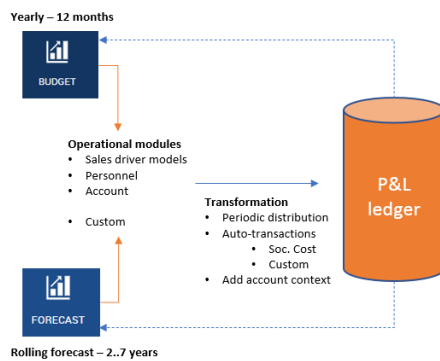 Yearly – 12 months
BUDGET
Operational modules
• Sales driver models
• Personnel
• Account
• Custom
Transformation
• Periodic distribution
• Auto-transactions
• Soc. Cost
• Custom
• Add account context
P&L
ledger
FORECAST
Rolling forecast – 2..7 years